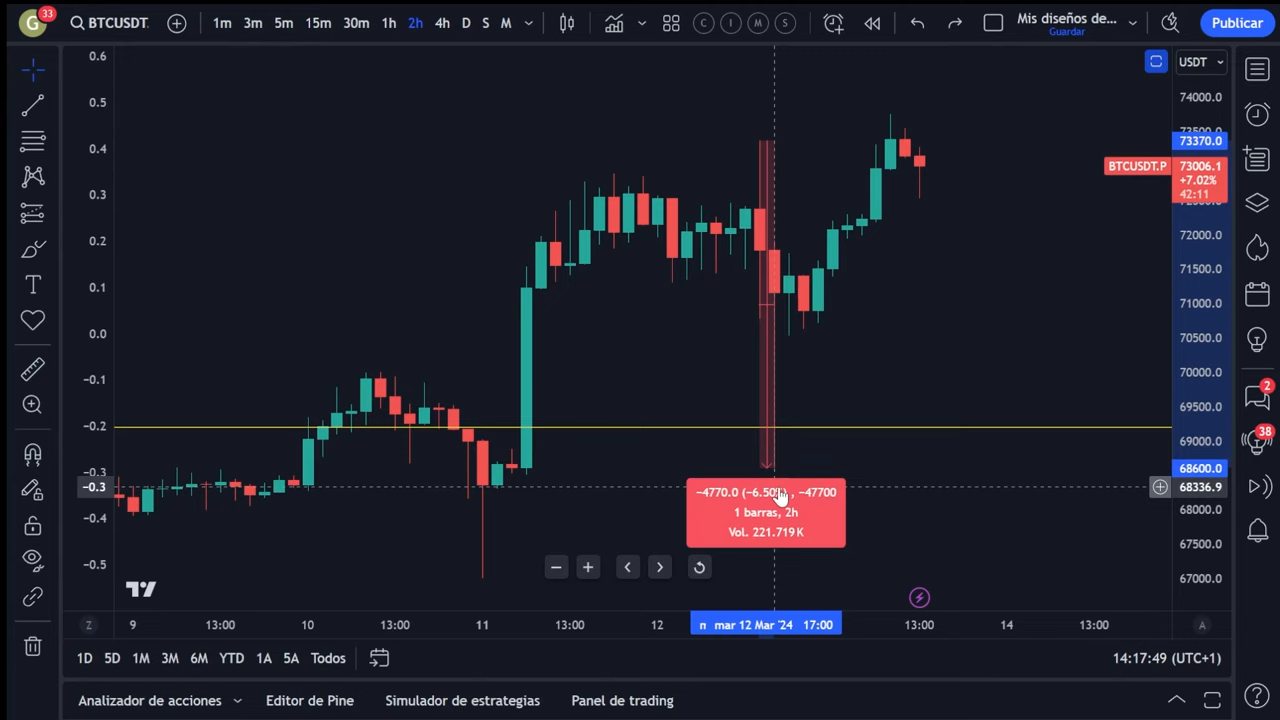 G
33
BTCUSDT.
1m
3m
5m
15m
30m
1h
2h
4h
D
S
M
C
I
M
S
Mis diseños de...
Guardar
Publicar
USDT
0.6
0.5
0.4
0.3
0.2
0.1
0.0
-0.1
-0.2
-0.3
-0.3
-0.4
-0.5
74000.0
73370.0
BTCUSDT.P
73006.1
+7.02%
42:11
72000.0
71500.0
71000.0
70500.0
70000.0
69500.0
69000.0
68600.0
68336.9
68000.0
67500.0
67000.0
2
38
−4770.0 (−6.50%), −47700
1 barras, 2h
Vol. 221.719 K
Z
9
13:00
10
13:00
11
13:00
12
mar 12 Mar '24
17:00
13:00
14
13:00
A
1D
5D
1M
3M
6M
YTD
1A
5A
Todos
14:17:49 (UTC+1)
Analizador de acciones
Editor de Pine
Simulador de estrategias
Panel de trading